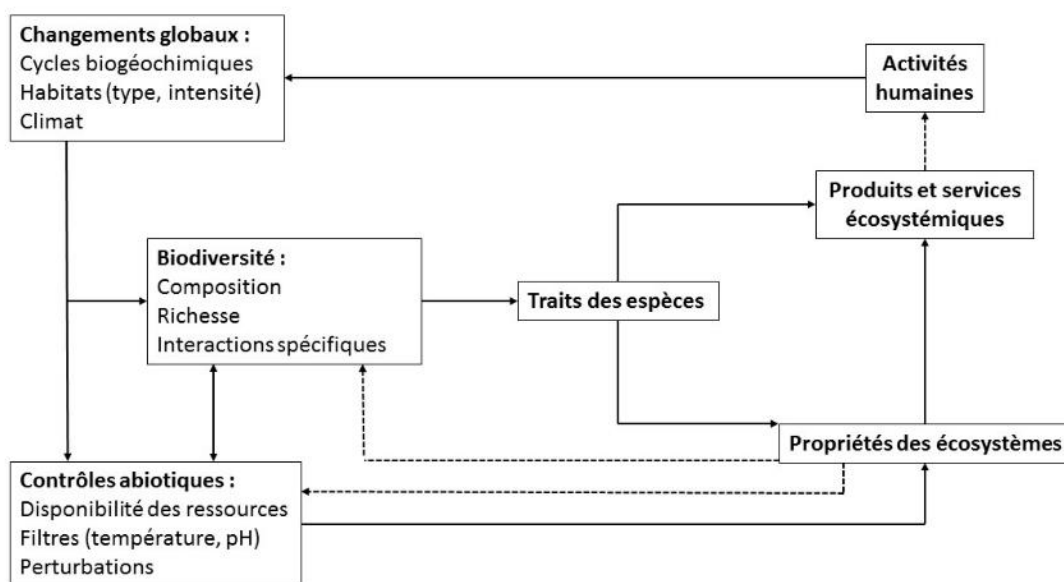 Changements globaux :
Cycles biogéochimiques
Habitats (type, intensité)
Climat
Activités
humaines
Produits et services
écosystémiques
Biodiversité :
Composition
Richesse
Interactions spécifiques
Traits des espèces
Propriétés des écosystèmes
Contrôles abiotiques :
Disponibilité des ressources
Filtres (température, pH)
Perturbations